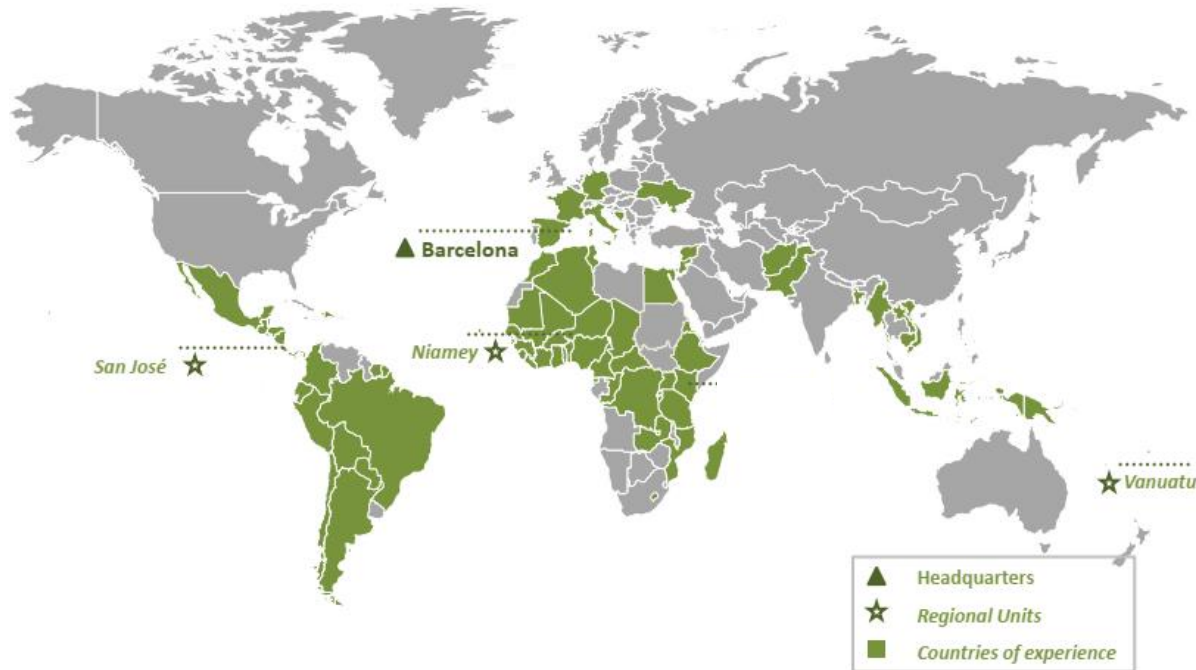 Barcelona
San José
Niamey
Vanuatu
Headquarters
Regional Units
Countries of experience